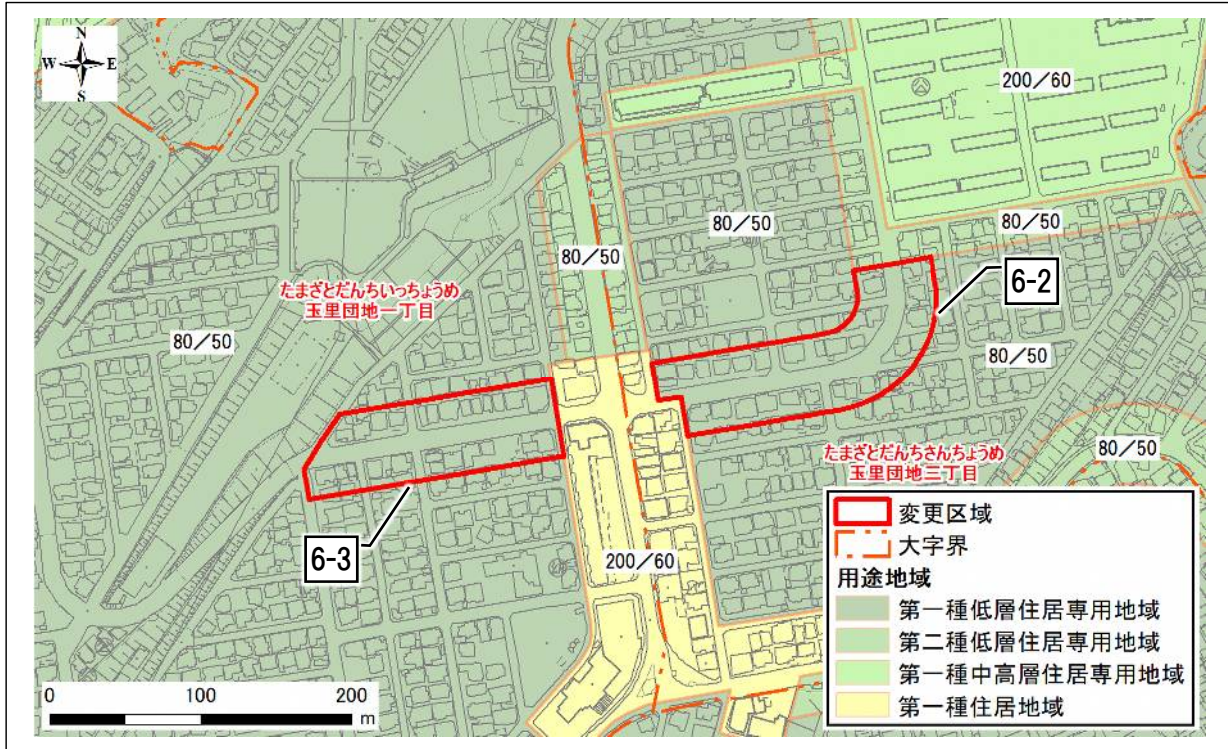 N
W E
S
200／60
80／50
80／50
80／50
たまざとだんちいっちょうめ
玉里団地一丁目
6-2
80／50
80／50
たまざとだんちさんちょうめ
玉里団地三丁目
80／50
6-3
200／60
変更区域
大字界
用途地域
第一種低層住居専用地域
第二種低層住居専用地域
第一種中高層住居専用地域
第一種住居地域
0 100 200
m